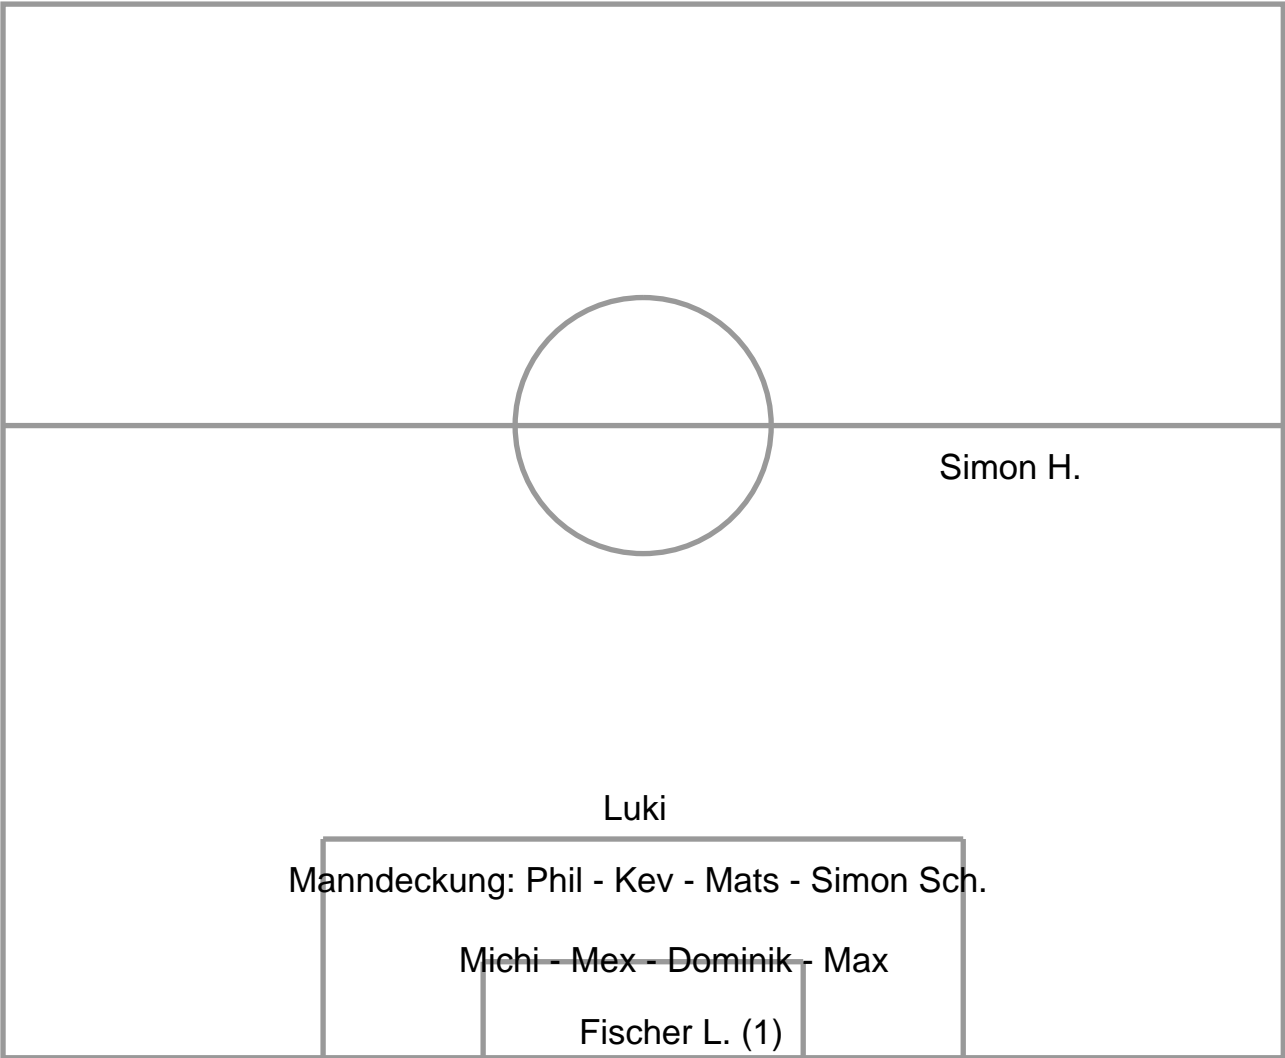 Simon H.
Luki
Manndeckung: Phil - Kev - Mats - Simon Sch.
Michi - Mex - Dominik - Max
Fischer L. (1)